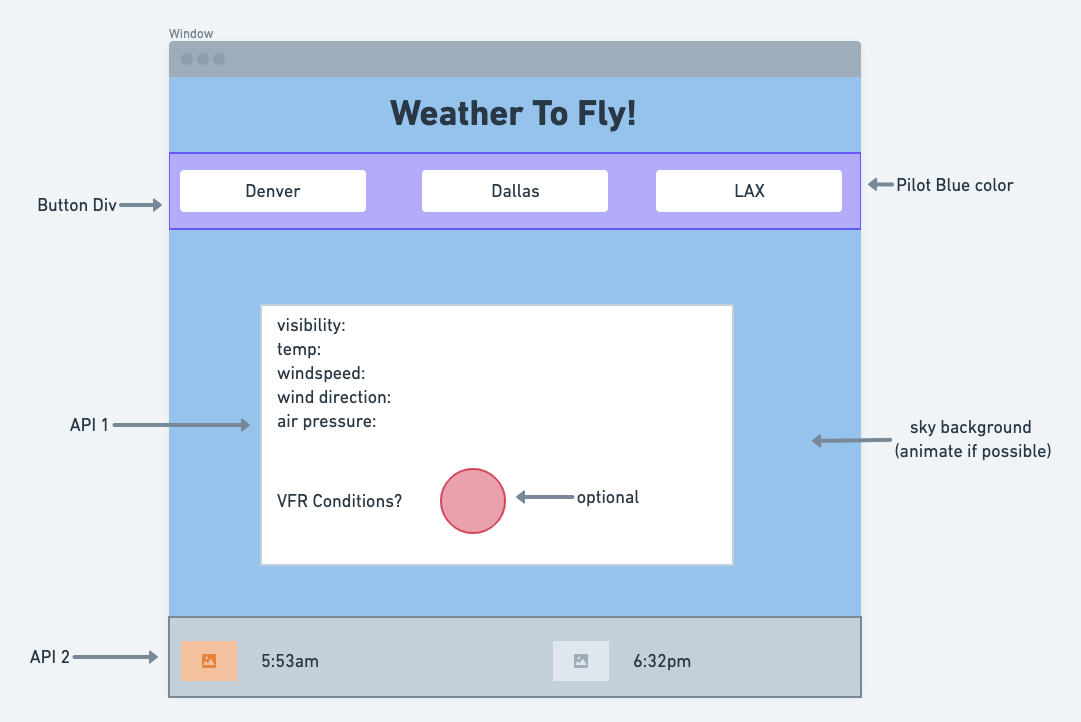 Window
Weather To Fly!
Denver
Dallas
LAX
Pilot Blue color
Button Div
visibility:
temp:
windspeed:
wind direction:
air pressure:
API 1
sky background
(animate if possible)
VFR Conditions?
optional
API 2
5:53am
6:32pm